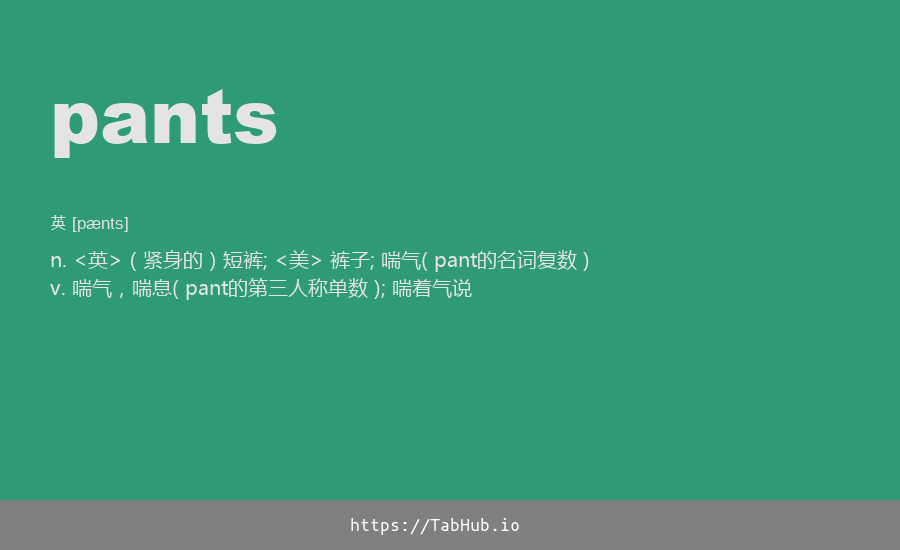 pants
英 [pænts]
n. <英> ( 紧身的 ) 短裤; <美> 裤子; 喘气( pant的名词复数 )
v. 喘气 , 喘息( pant的第三人称单数 ); 喘着气说
https://TabHub.io